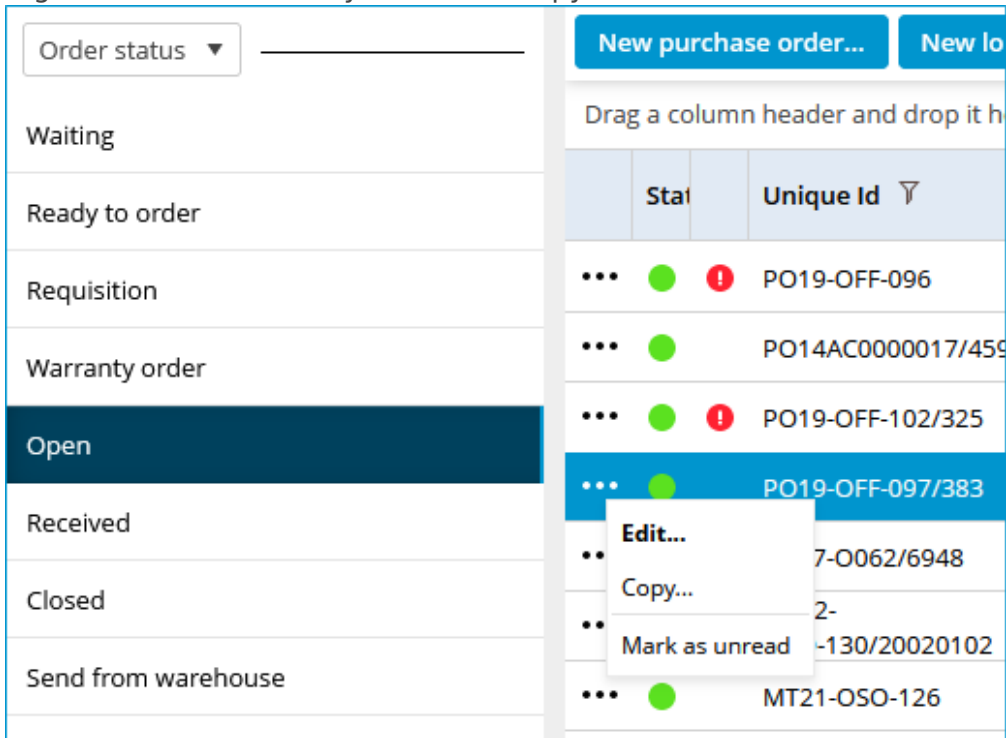 Order status
New purchase order...
New lo
Drag a column header and drop it h
Waiting
Ready to order
Requisition
Warranty order
Open
Received
Closed
Send from warehouse
Stat
Unique Id
PO19-OFF-096
PO14AC0000017/459
PO19-OFF-102/325
PO19-OFF-097/383
Edit...
Copy...
Mark as unread
7-O062/6948
2-
-130/20020102
MT21-OSO-126